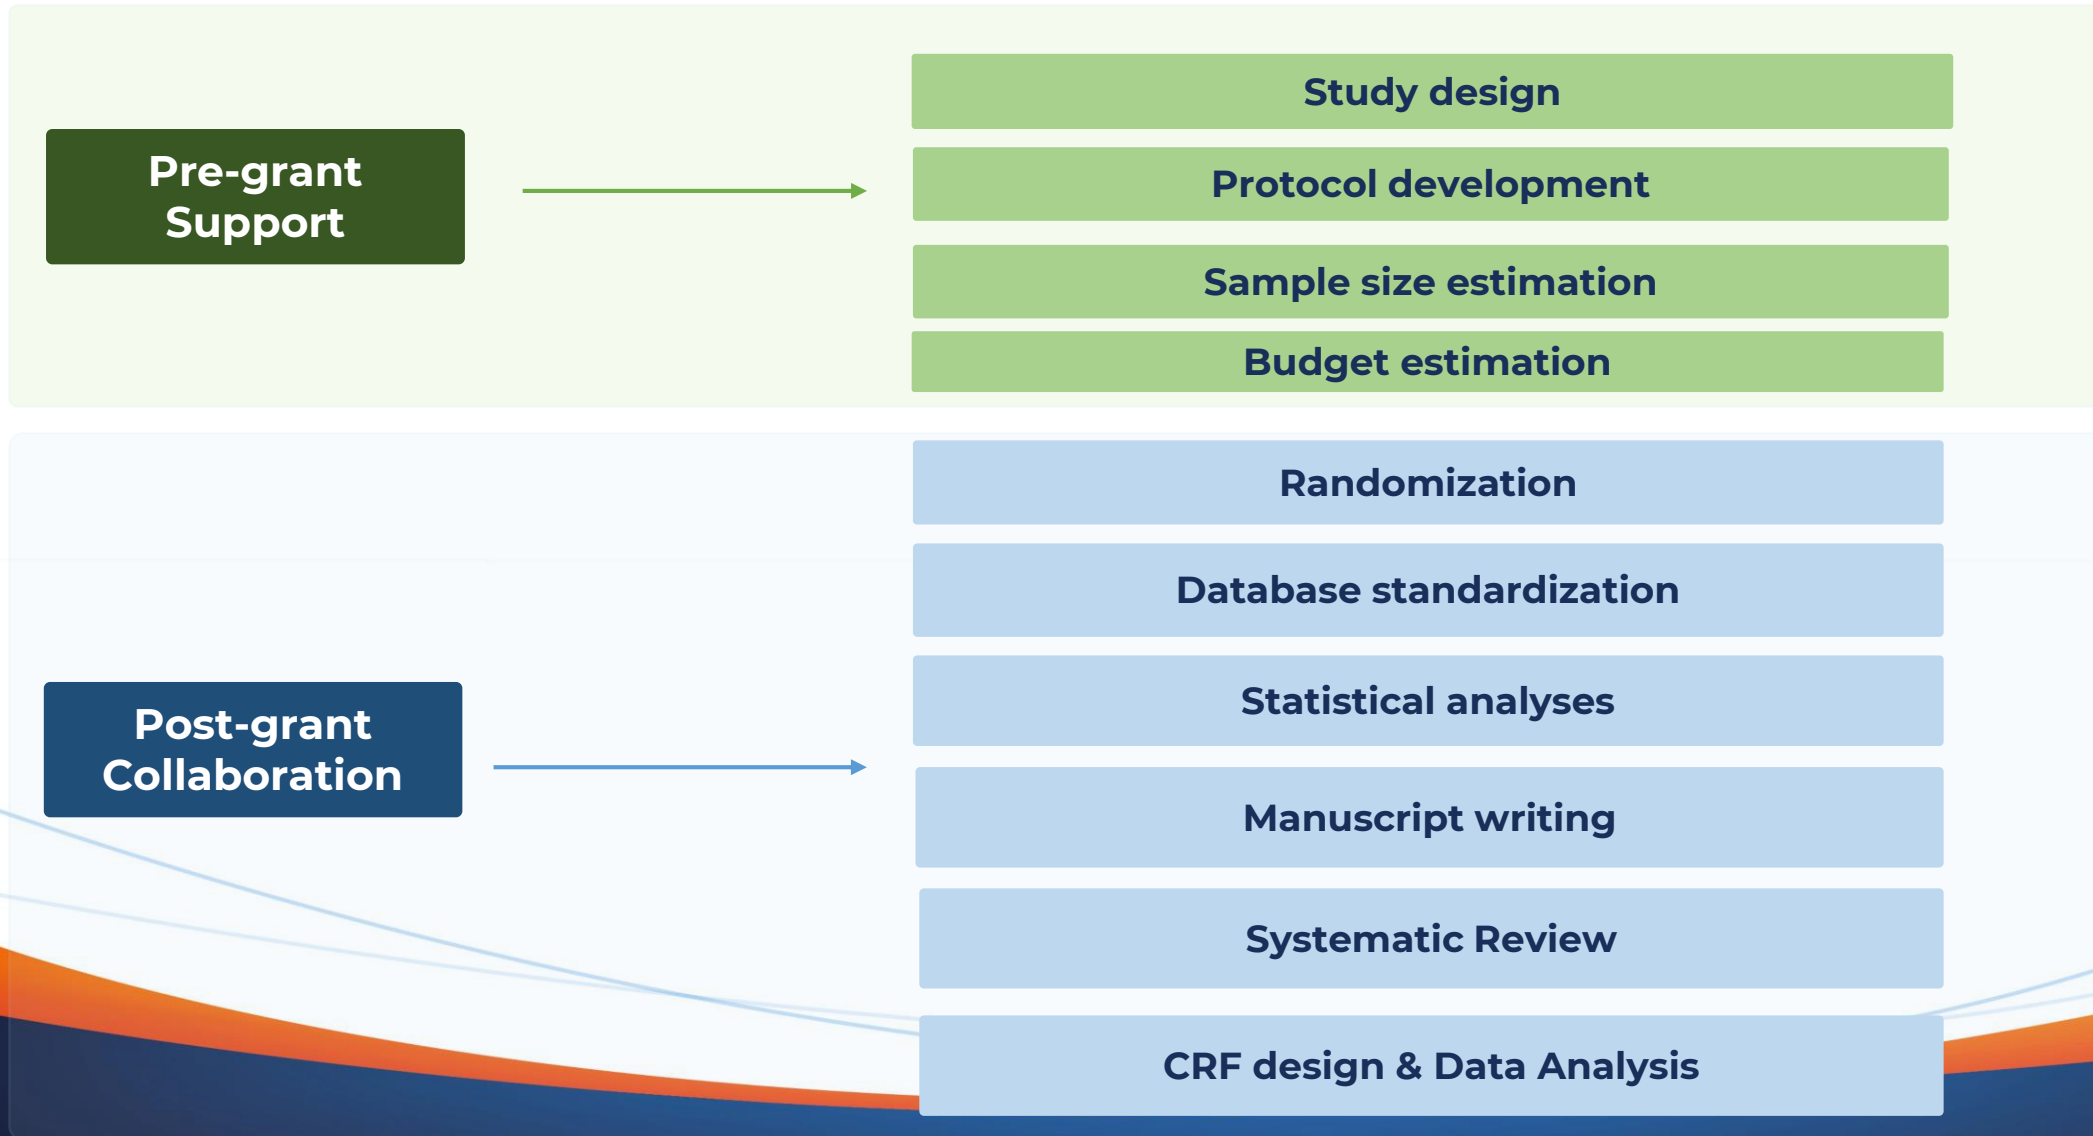 Pre-grant
Support
Study design
Protocol development
Sample size estimation
Budget estimation
Post-grant
Collaboration
Randomization
Database standardization
Statistical analyses
Manuscript writing
Systematic Review
CRF design & Data Analysis